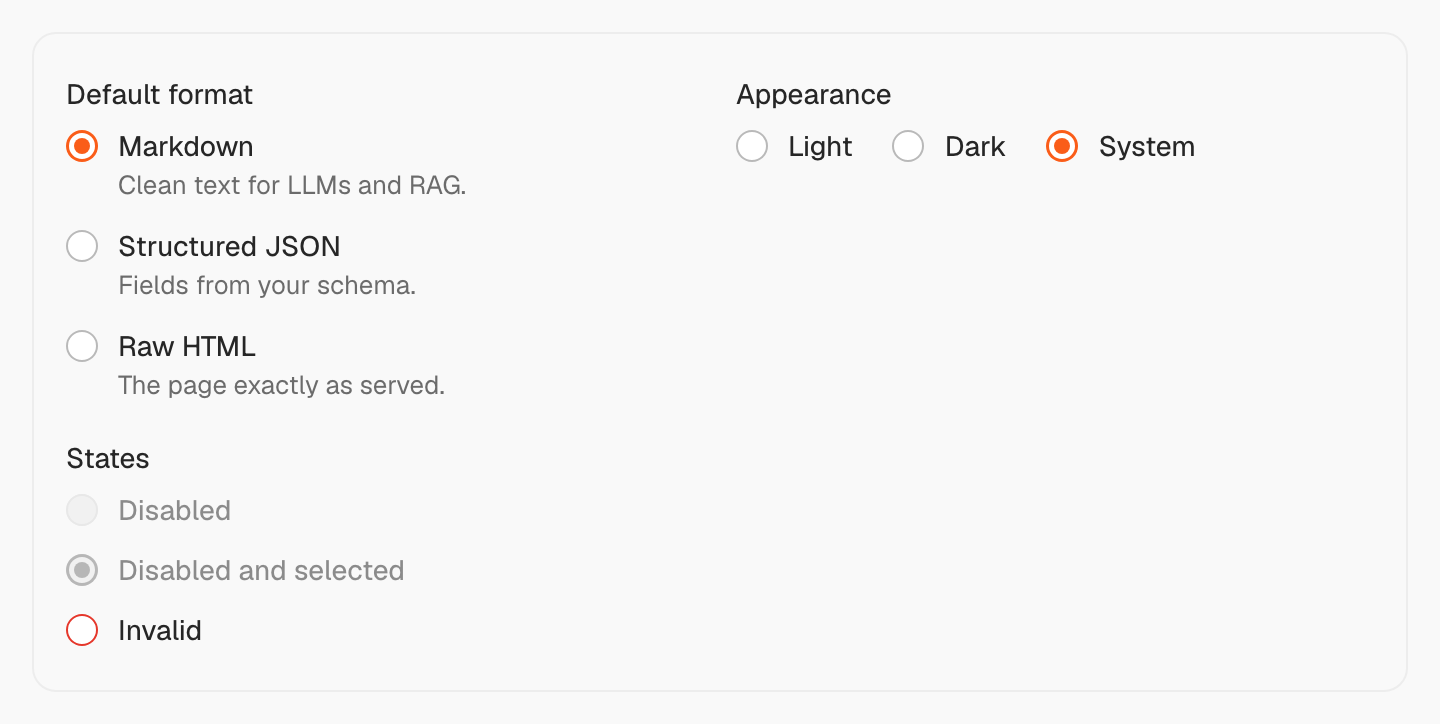 Default format
Markdown
Clean text for LLMs and RAG.
Structured JSON
Fields from your schema.
Raw HTML
The page exactly as served.
States
Disabled
Disabled and selected
Invalid
Appearance
Light
Dark
System